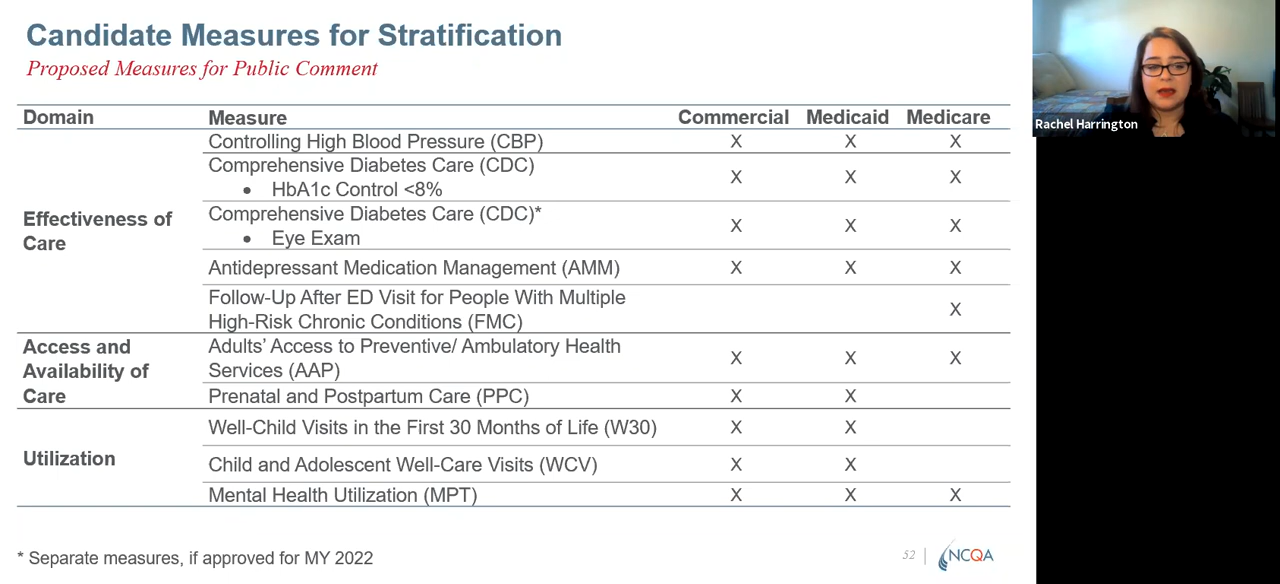 Candidate Measures for Stratification
Proposed Measures for Public Comment
Domain Measure Commercial Medicaid Medicare
Effectiveness of
Care
Controlling High Blood Pressure (CBP) X X X
Comprehensive Diabetes Care (CDC)
• HbA1c Control <8% X X X
Comprehensive Diabetes Care (CDC)*
• Eye Exam X X X
Antidepressant Medication Management (AMM) X X X
Follow-Up After ED Visit for People With Multiple
High-Risk Chronic Conditions (FMC) X
Access and
Availability of
Care
Adults' Access to Preventive/ Ambulatory Health
Services (AAP) X X X
Prenatal and Postpartum Care (PPC) X X
Utilization
Well-Child Visits in the First 30 Months of Life (W30) X X
Child and Adolescent Well-Care Visits (WCV) X X
Mental Health Utilization (MPT) X X X
* Separate measures, if approved for MY 2022
52 | NCQA
Rachel Harrington